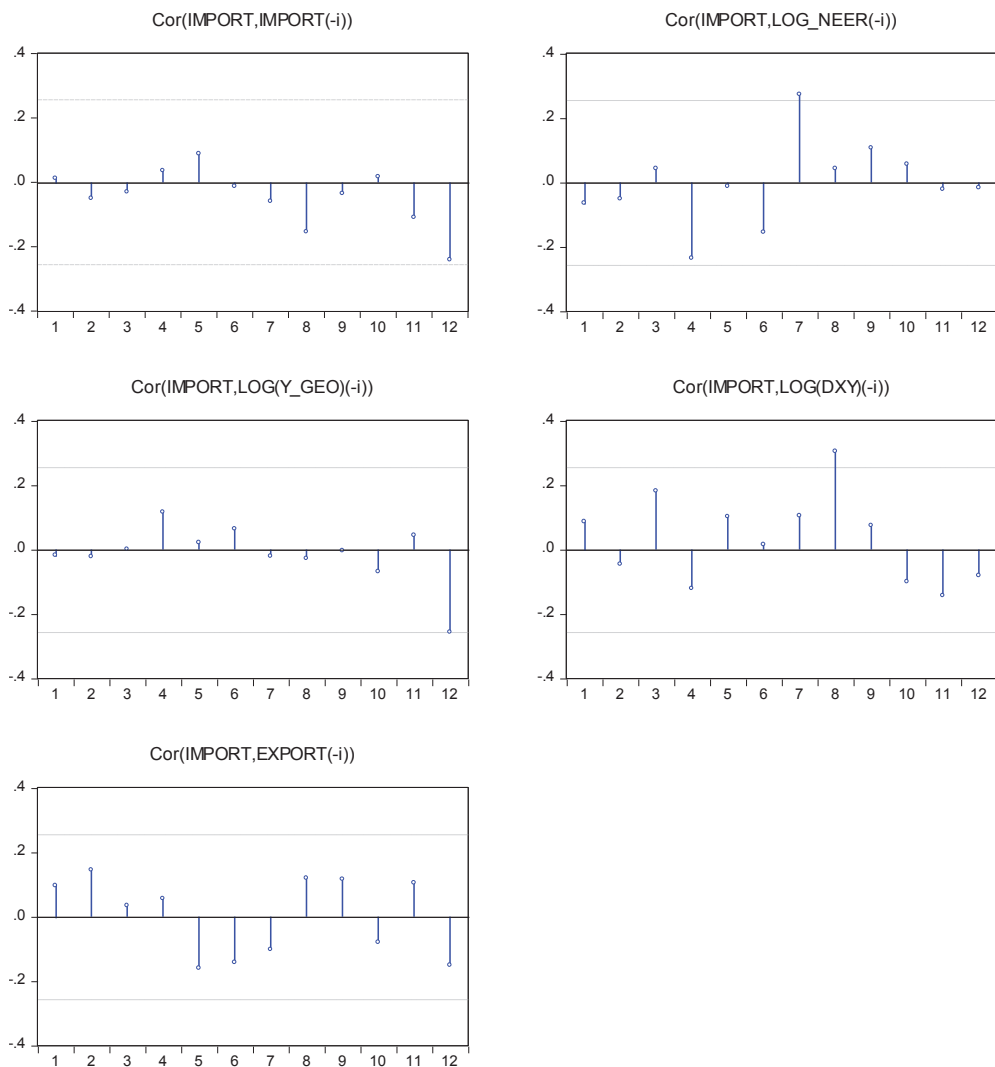 Cor(IMPORT,IMPORT(-i))
.4
.2
.0
-.2
-.4
1 2 3 4 5 6 7 8 9 10 11 12
Cor(IMPORT,LOG_NEER(-i))
.4
.2
.0
-.2
-.4
1 2 3 4 5 6 7 8 9 10 11 12
Cor(IMPORT,LOG(Y_GEO)(-i))
.4
.2
.0
-.2
-.4
1 2 3 4 5 6 7 8 9 10 11 12
Cor(IMPORT,LOG(DXY)(-i))
.4
.2
.0
-.2
-.4
1 2 3 4 5 6 7 8 9 10 11 12
Cor(IMPORT,EXPORT(-i))
.4
.2
.0
-.2
-.4
1 2 3 4 5 6 7 8 9 10 11 12